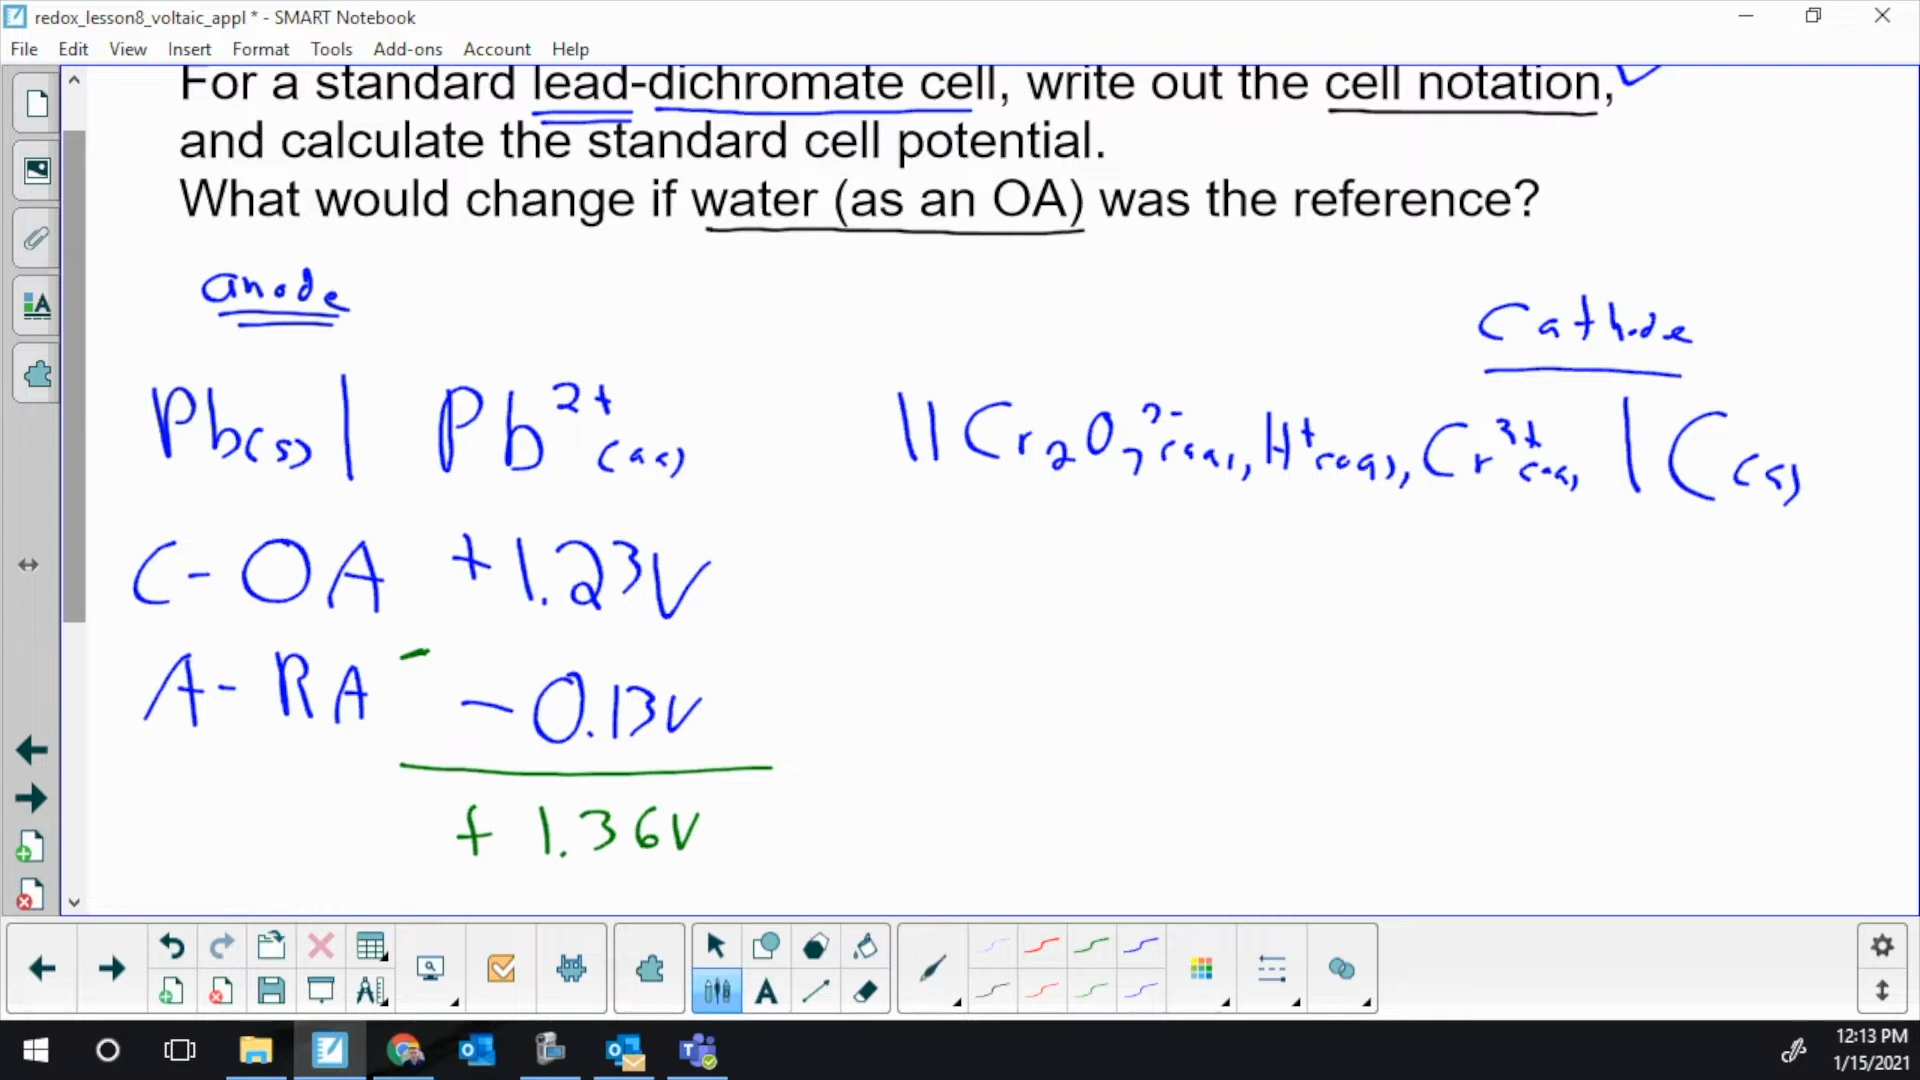 redox_lesson8_voltaic_appl * - SMART Notebook
File Edit View Insert Format Tools Add-ons Account Help
For a standard lead-dichromate cell, write out the cell notation,
and calculate the standard cell potential.
What would change if water (as an OA) was the reference?
anode
Cathode
Pb(s) | Pb²⁺(aq) || Cr₂O₇²⁻(aq), H⁺(aq), Cr³⁺(aq) | C(s)
C - OA +1.23V
A - RA - -0.13V
+ 1.36V
12:13 PM
1/15/2021